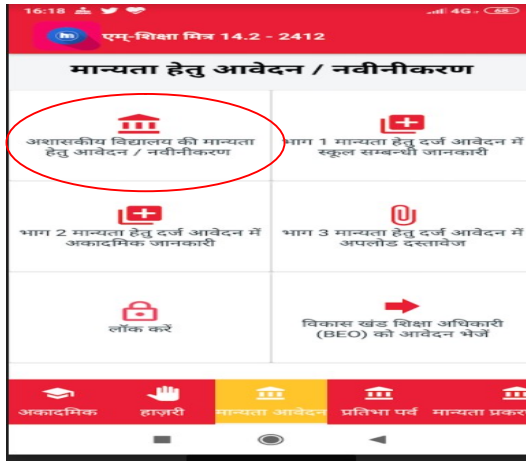 16:18
4G
68
m
एम्-शिक्षा मित्र 14.2 - 2412
मान्यता हेतु आवेदन / नवीनीकरण
अशासकीय विद्यालय की मान्यता
हेतु आवेदन / नवीनीकरण
भाग 1 मान्यता हेतु दर्ज आवेदन में
स्कूल सम्बन्धी जानकारी
भाग 2 मान्यता हेतु दर्ज आवेदन में
अकादमिक जानकारी
भाग 3 मान्यता हेतु दर्ज आवेदन में
अपलोड दस्तावेज
लॉक करें
विकास खंड शिक्षा अधिकारी
(BEO) को आवेदन भेजें
अकादमिक
हाज़री
मान्यता आवेदन
प्रतिभा पर्व
मान्यता प्रकर